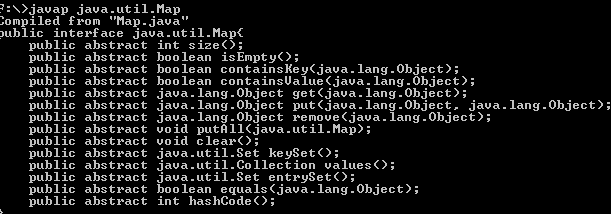 F:\>javap java.util.Map
Compiled from "Map.java"
public interface java.util.Map{
    public abstract int size();
    public abstract boolean isEmpty();
    public abstract boolean containsKey(java.lang.Object);
    public abstract boolean containsValue(java.lang.Object);
    public abstract java.lang.Object get(java.lang.Object);
    public abstract java.lang.Object put(java.lang.Object, java.lang.Object);
    public abstract java.lang.Object remove(java.lang.Object);
    public abstract void putAll(java.util.Map);
    public abstract void clear();
    public abstract java.util.Set keySet();
    public abstract java.util.Collection values();
    public abstract java.util.Set entrySet();
    public abstract boolean equals(java.lang.Object);
    public abstract int hashCode();